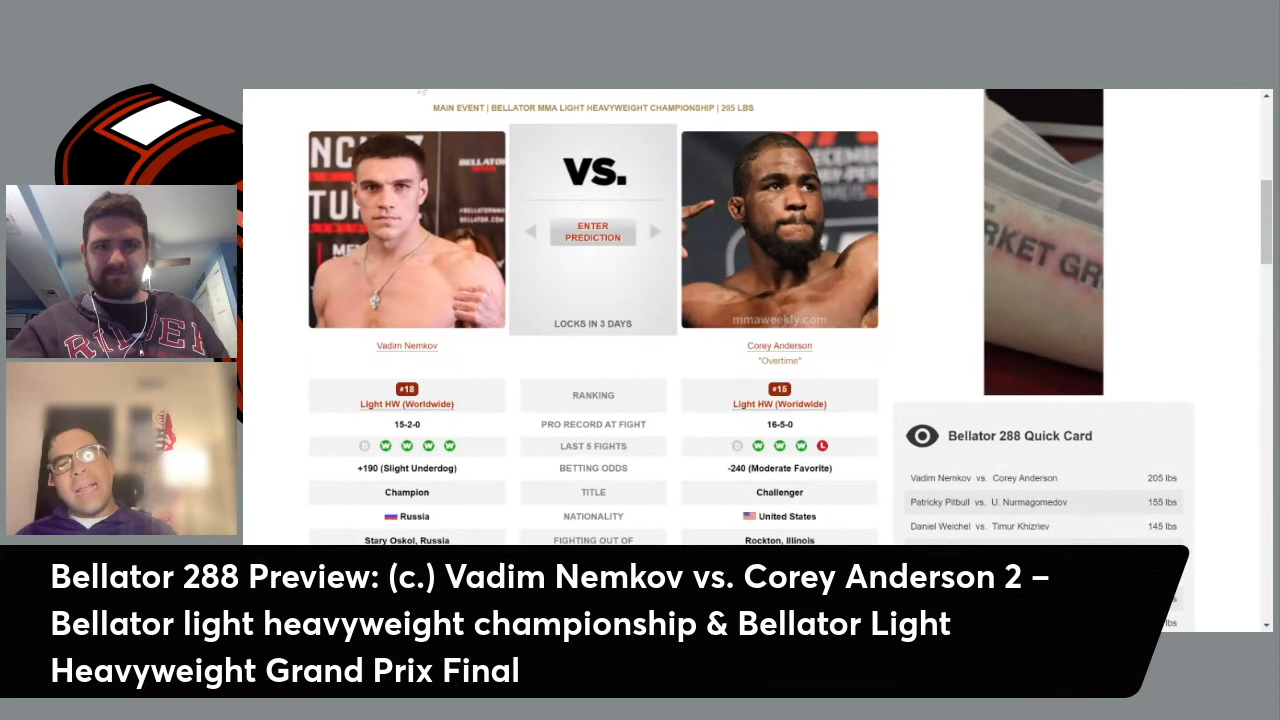 MAIN EVENT | BELLATOR MMA LIGHT HEAVYWEIGHT CHAMPIONSHIP | 205 LBS
VS.
ENTER
PREDICTION
LOCKS IN 3 DAYS
mmaweekly.com
BELLATOR
RKET GR
Vadim Nemkov
Corey Anderson
"Overtime"
#18 RANKING #15
Light HW (Worldwide) Light HW (Worldwide)
15-2-0 PRO RECORD AT FIGHT 16-5-0
D W W W W LAST 5 FIGHTS D W W W L
+190 (Slight Underdog) BETTING ODDS -240 (Moderate Favorite)
Champion TITLE Challenger
Russia NATIONALITY United States
Stary Oskol, Russia FIGHTING OUT OF Rockton, Illinois
Bellator 288 Quick Card
Vadim Nemkov vs. Corey Anderson 205 lbs
Patricky Pitbull vs. U. Nurmagomedov 155 lbs
Daniel Weichel vs. Timur Khizriev 145 lbs
lbs
Bellator 288 Preview: (c.) Vadim Nemkov vs. Corey Anderson 2 –
Bellator light heavyweight championship & Bellator Light
Heavyweight Grand Prix Final